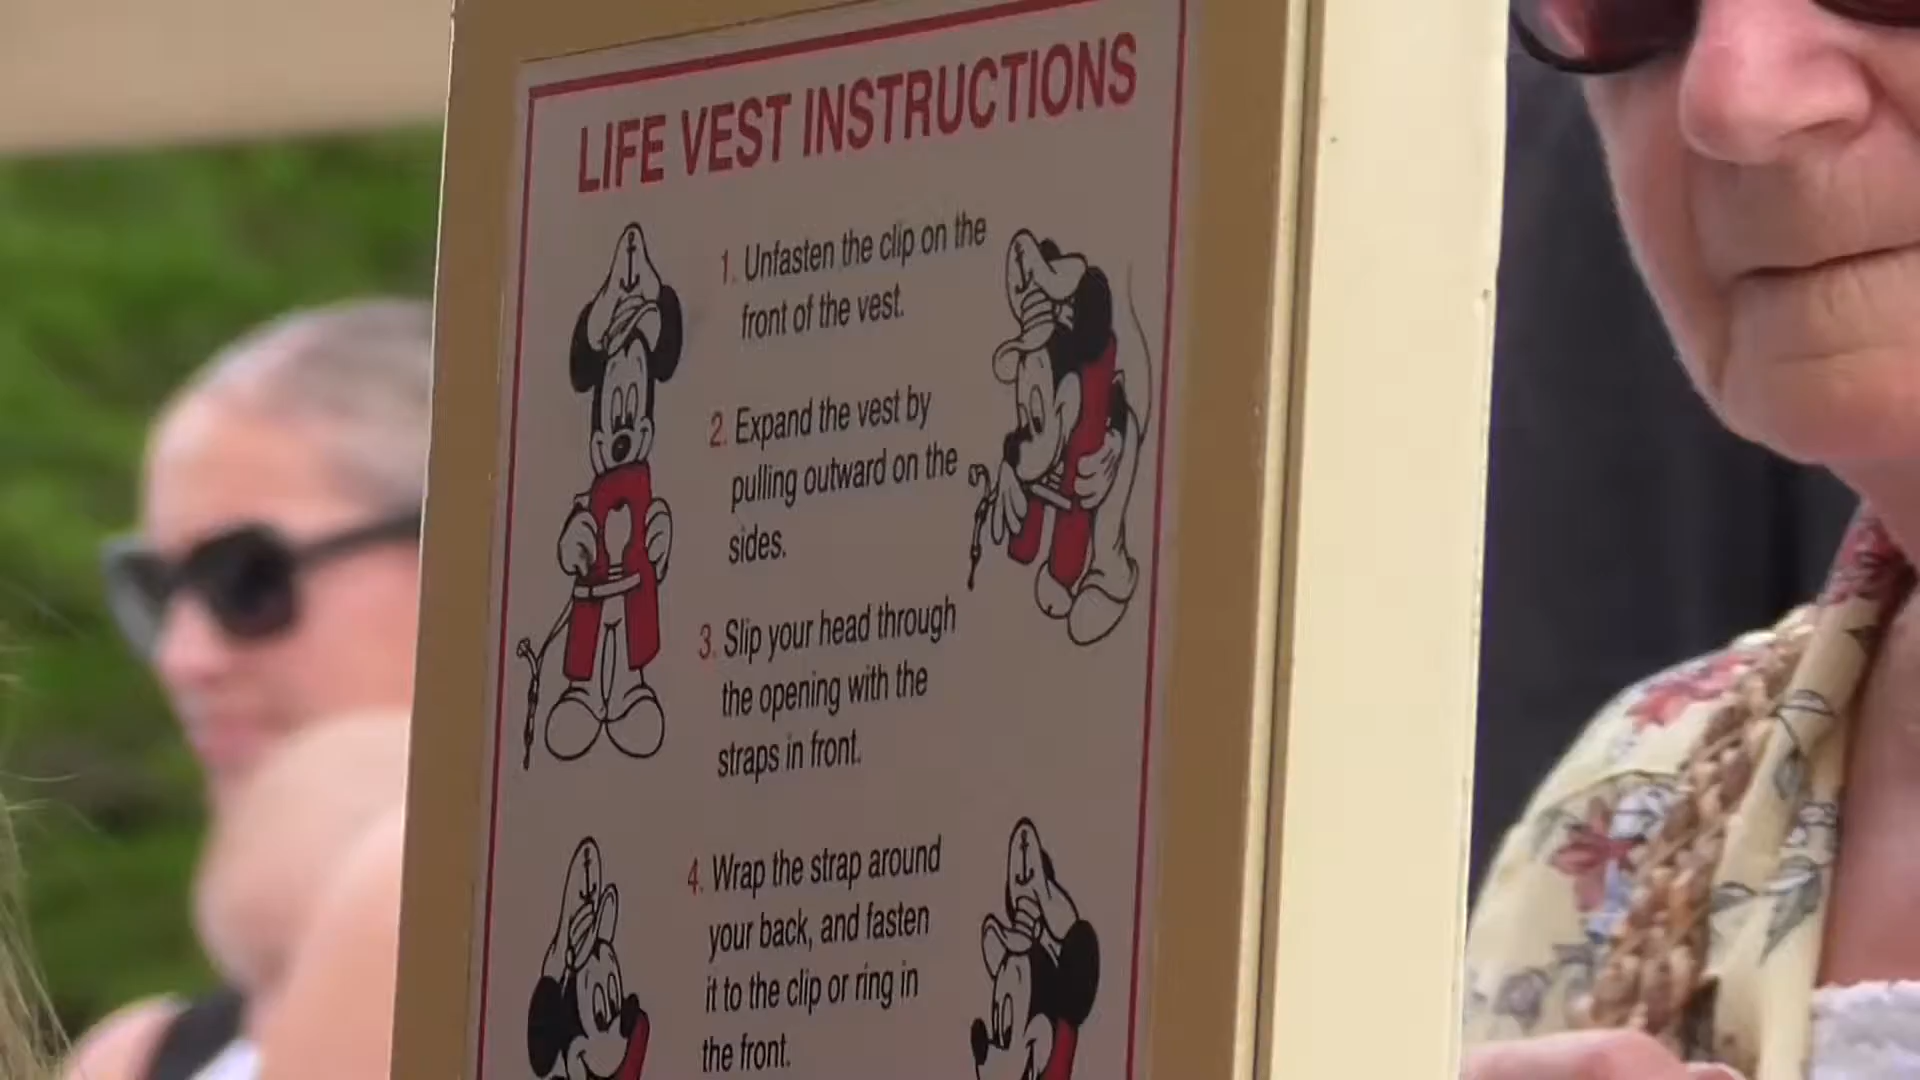 LIFE VEST INSTRUCTIONS
1. Unfasten the clip on the
front of the vest.
2. Expand the vest by
pulling outward on the
sides.
3. Slip your head through
the opening with the
straps in front.
4. Wrap the strap around
your back, and fasten
it to the clip or ring in
the front.